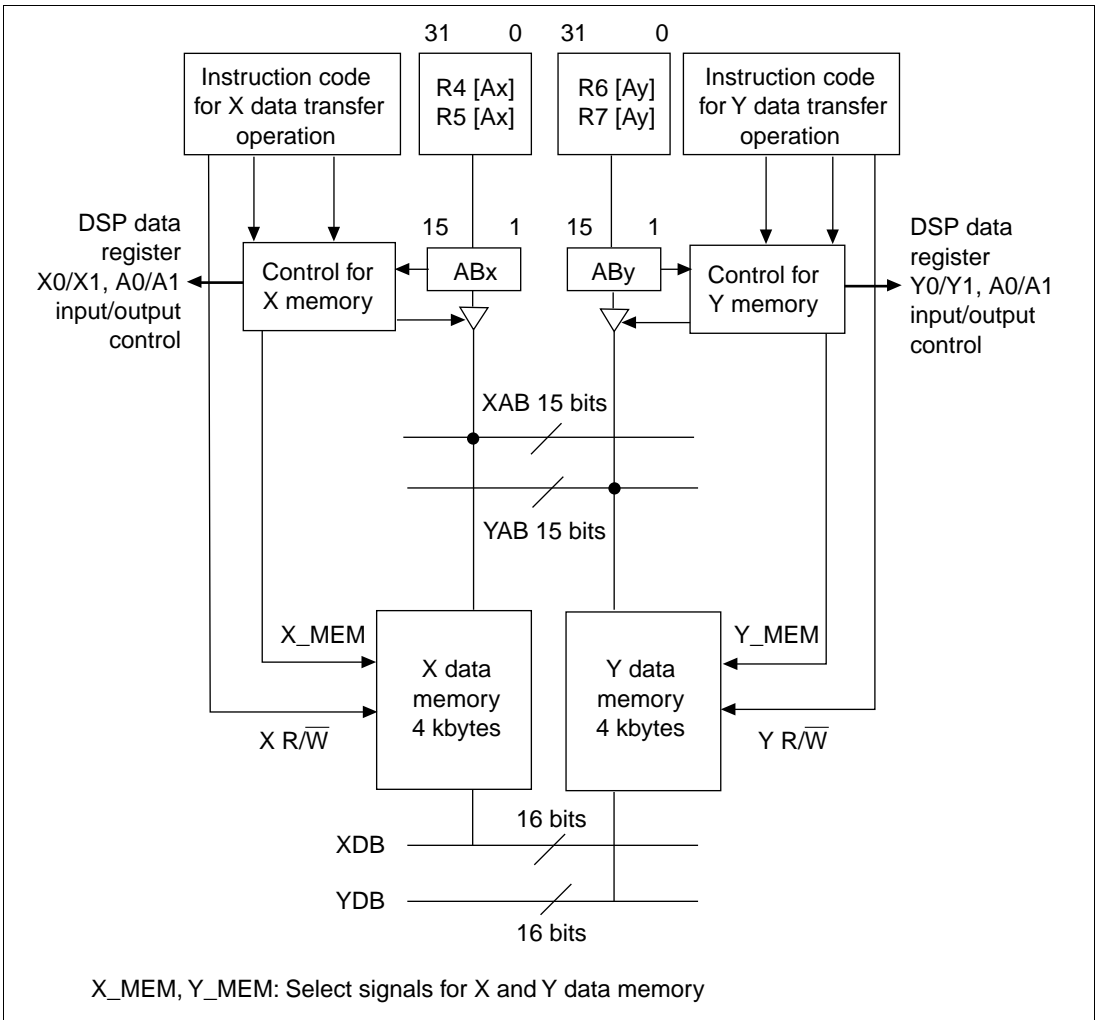 31 0
31 0
Instruction code
for X data transfer
operation
R4 [Ax]
R5 [Ax]
R6 [Ay]
R7 [Ay]
Instruction code
for Y data transfer
operation
DSP data
register
X0/X1, A0/A1
input/output
control
Control for
X memory
15 1
ABx
15 1
ABy
Control for
Y memory
DSP data
register
Y0/Y1, A0/A1
input/output
control
XAB 15 bits
YAB 15 bits
X_MEM
X R/W̅
X data
memory
4 kbytes
Y data
memory
4 kbytes
Y_MEM
Y R/W̅
16 bits
XDB
YDB
16 bits
X_MEM, Y_MEM: Select signals for X and Y data memory